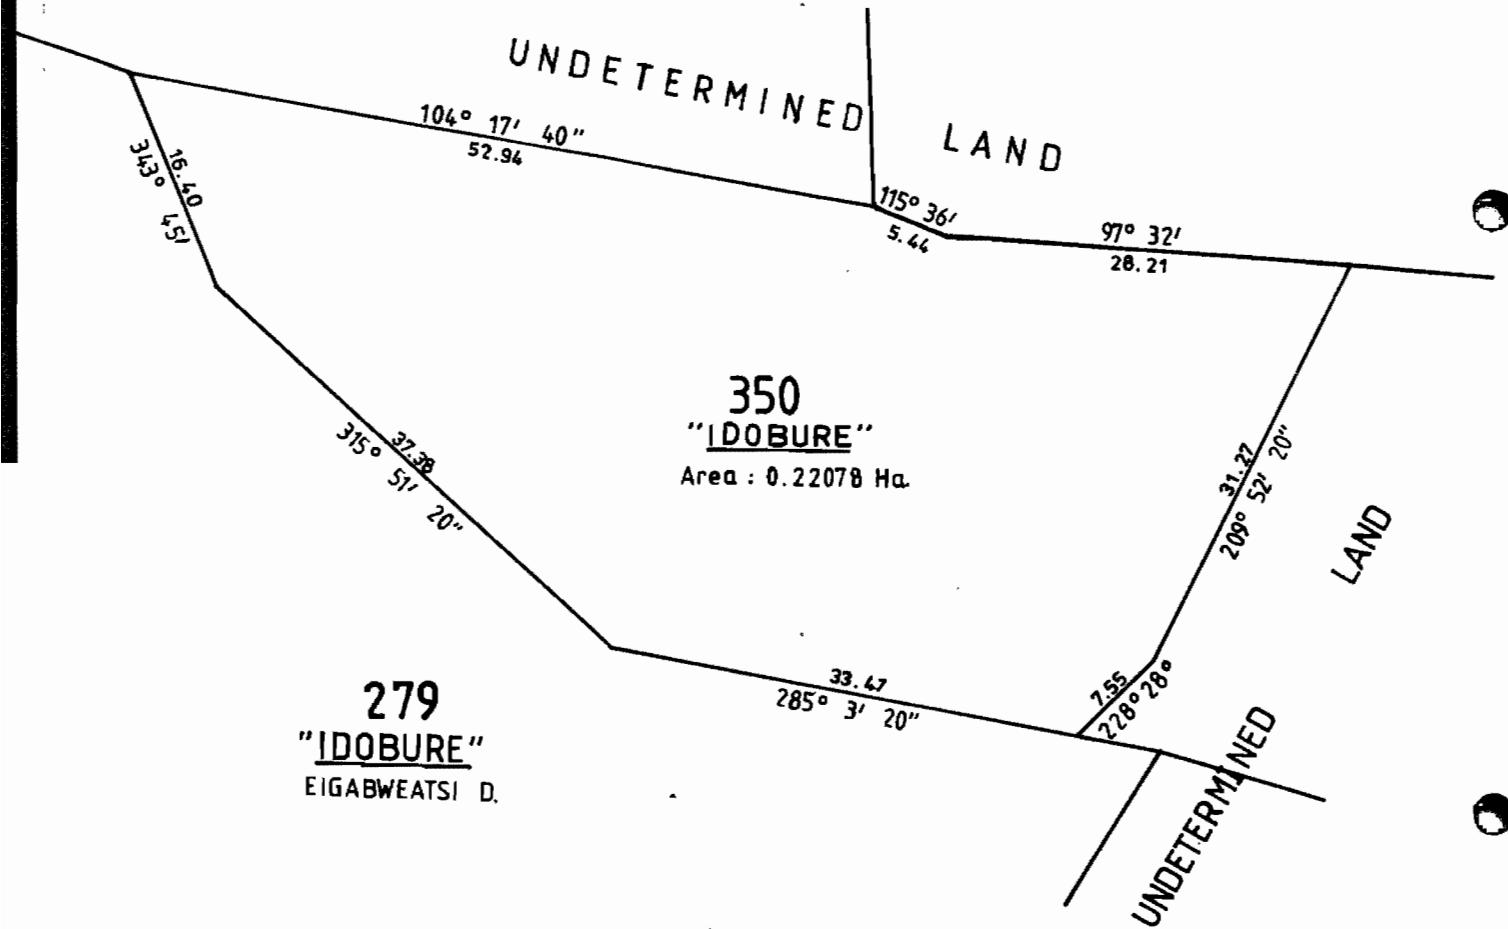 UNDETERMINED LAND
104° 17' 40"
52.94
115° 36'
5.44
97° 32'
28.21
16.40
343° 45'
350
"IDOBURE"
Area : 0.22078 Ha.
37.38
315° 51' 20"
31.27
209° 52' 20"
UNDETERMINED LAND
7.55
228° 28°
33.47
285° 3' 20"
279
"IDOBURE"
EIGABWEATSI D.